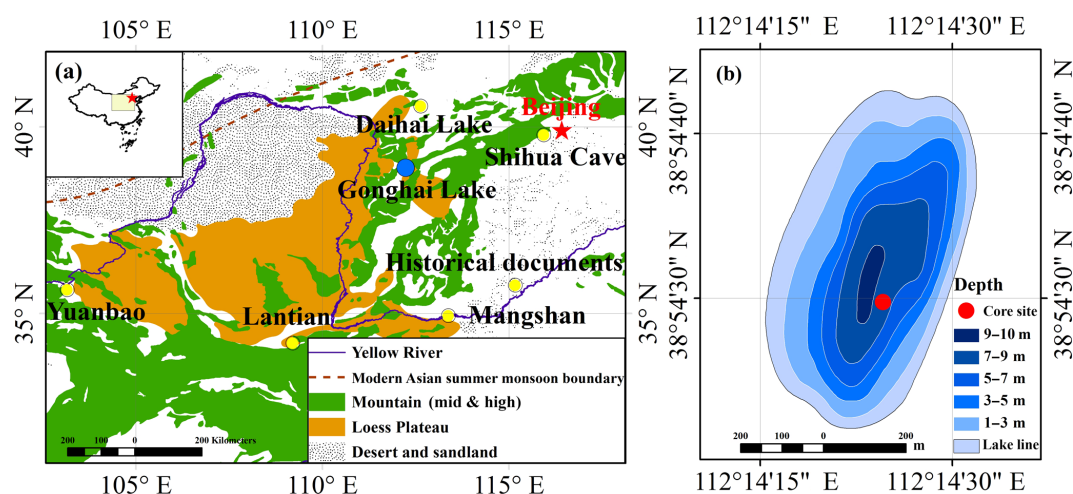 105° E
110° E
115° E
(a)
Beijing
Daihai Lake
Shihua Cave
Gonghai Lake
Historical documents
Yuanbao
Lantian
Mangshan
40° N
35° N
40° N
35° N
Yellow River
Modern Asian summer monsoon boundary
Mountain (mid & high)
Loess Plateau
Desert and sandland
200 100 0 200 Kilometers
105° E
110° E
115° E
112°14'15" E
112°14'30" E
(b)
38°54'40" N
38°54'30" N
38°54'40" N
38°54'30" N
Depth
Core site
9–10 m
7–9 m
5–7 m
3–5 m
1–3 m
Lake line
200 100 0 200
m
112°14'15" E
112°14'30" E